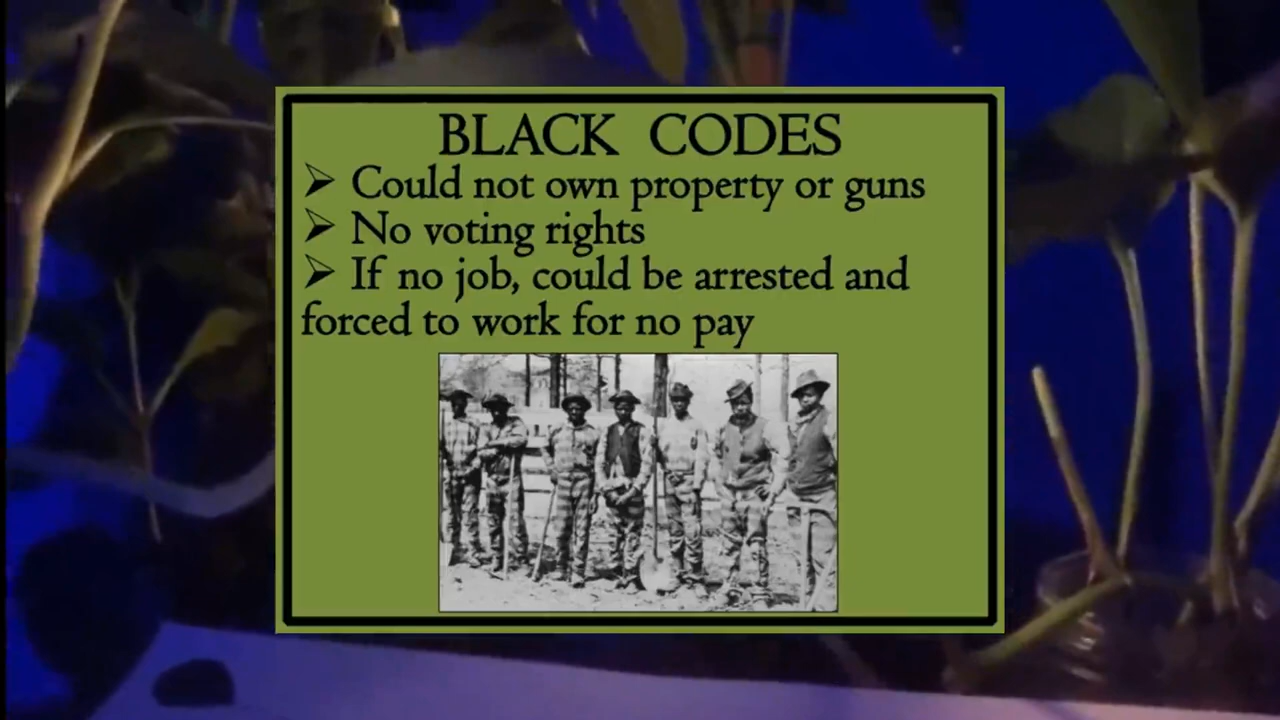 BLACK CODES
➢ Could not own property or guns
➢ No voting rights
➢ If no job, could be arrested and
forced to work for no pay